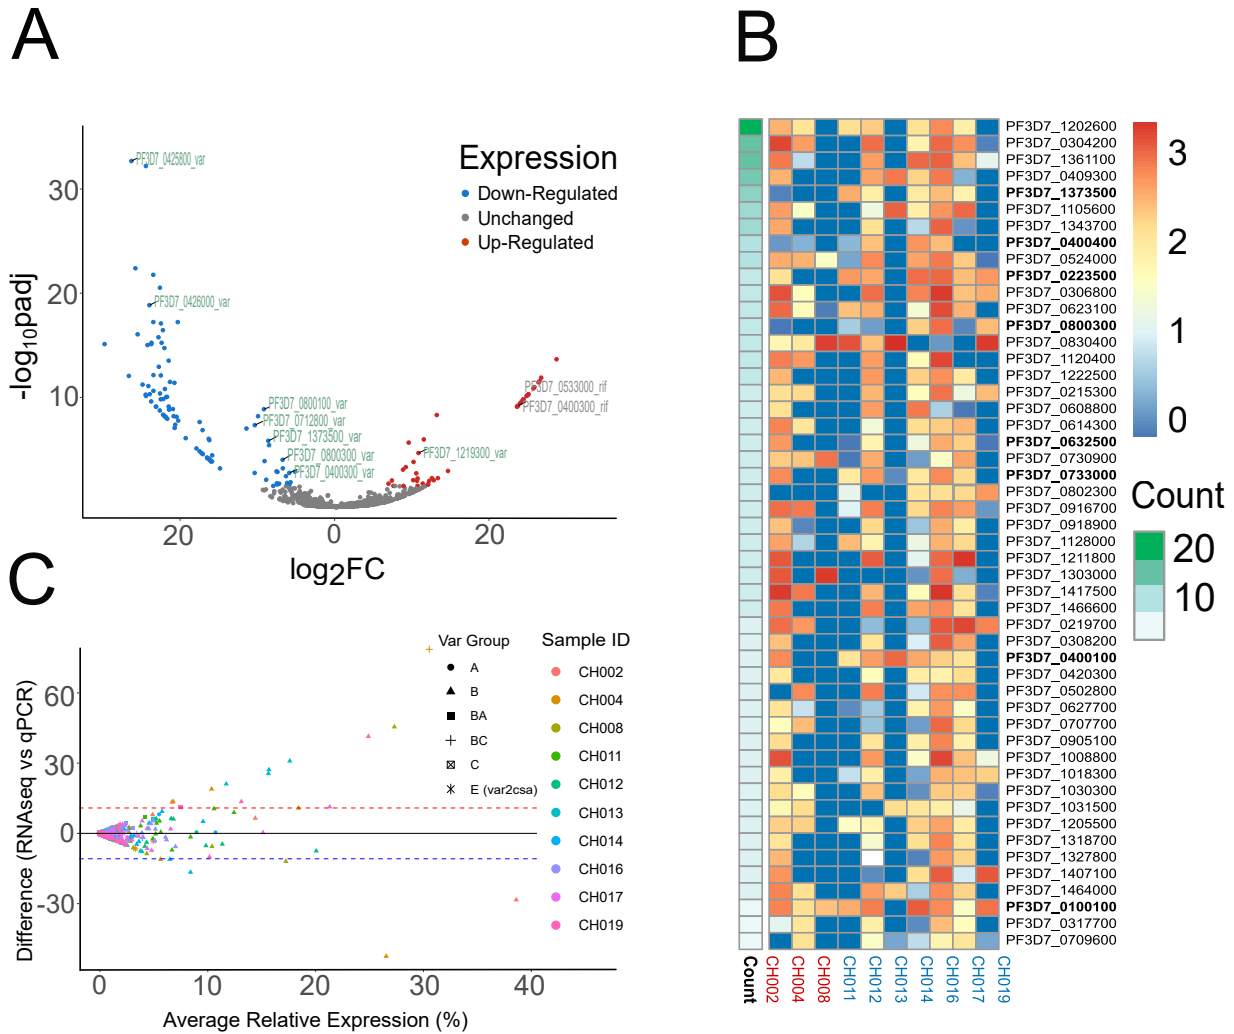 A
Expression
Down-Regulated
Unchanged
Up-Regulated
PF3D7_0425800_var
PF3D7_0426000_var
PF3D7_0800100_var
PF3D7_0712800_var
PF3D7_1373500_var
PF3D7_0800300_var
PF3D7_0400300_var
PF3D7_0533000_rif
PF3D7_0400300_rif
PF3D7_1219300_var
30
20
10
-log10padj
20
0
20
log2FC
B
PF3D7_1202600
PF3D7_0304200
PF3D7_1361100
PF3D7_0409300
PF3D7_1373500
PF3D7_1105600
PF3D7_1343700
PF3D7_0400400
PF3D7_0524000
PF3D7_0223500
PF3D7_0306800
PF3D7_0623100
PF3D7_0800300
PF3D7_0830400
PF3D7_1120400
PF3D7_1222500
PF3D7_0215300
PF3D7_0608800
PF3D7_0614300
PF3D7_0632500
PF3D7_0730900
PF3D7_0733000
PF3D7_0802300
PF3D7_0916700
PF3D7_0918900
PF3D7_1128000
PF3D7_1211800
PF3D7_1303000
PF3D7_1417500
PF3D7_1466600
PF3D7_0219700
PF3D7_0308200
PF3D7_0400100
PF3D7_0420300
PF3D7_0502800
PF3D7_0627700
PF3D7_0707700
PF3D7_0905100
PF3D7_1008800
PF3D7_1018300
PF3D7_1030300
PF3D7_1031500
PF3D7_1205500
PF3D7_1318700
PF3D7_1327800
PF3D7_1407100
PF3D7_1464000
PF3D7_0100100
PF3D7_0317700
PF3D7_0709600
Count
CH002
CH004
CH008
CH011
CH012
CH013
CH014
CH016
CH017
CH019
3
2
1
0
Count
20
10
C
Var Group
A
B
BA
BC
C
E (var2csa)
Sample ID
CH002
CH004
CH008
CH011
CH012
CH013
CH014
CH016
CH017
CH019
60
30
0
-30
Difference (RNAseq vs qPCR)
0
10
20
30
40
Average Relative Expression (%)